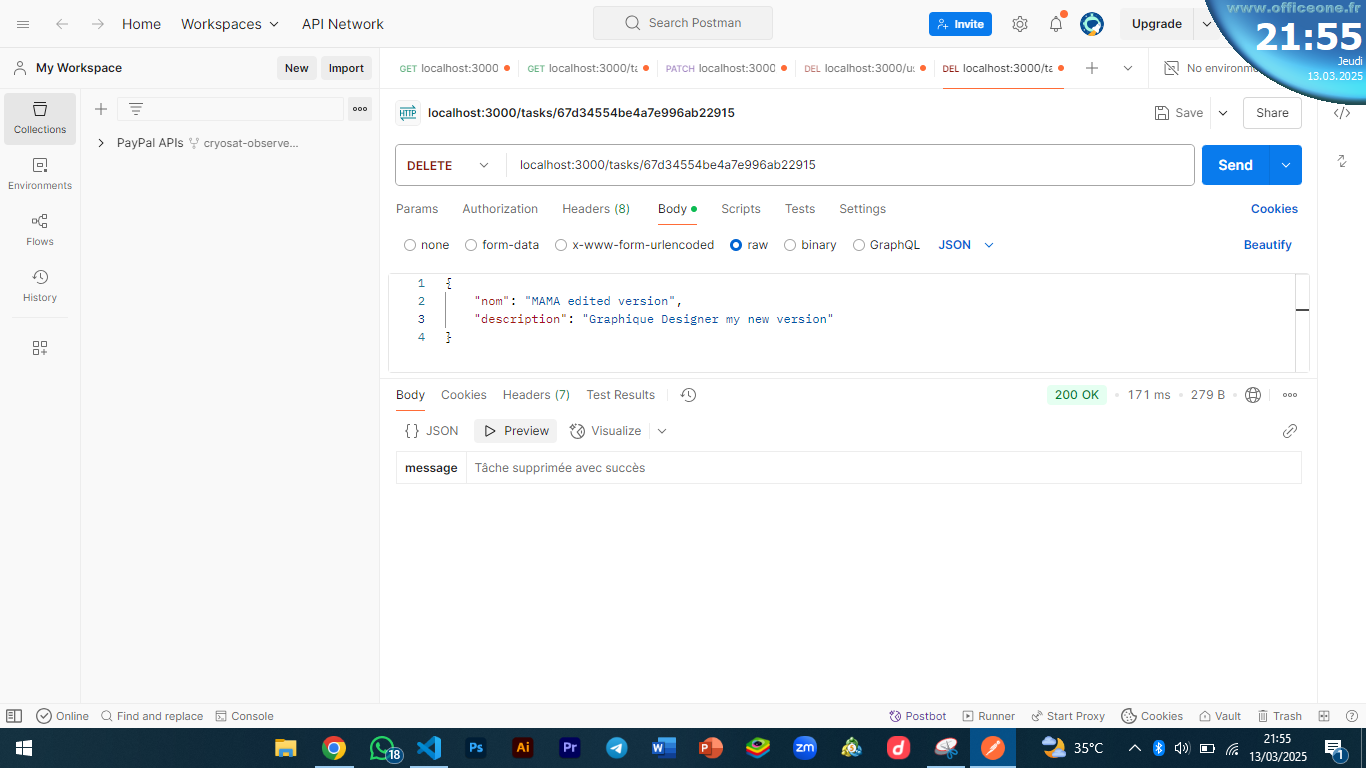 Home Workspaces API Network Search Postman Invite Upgrade
www.officeone.fr
21:55
Jeudi
13.03.2025
My Workspace New Import GET localhost:3000 GET localhost:3000/ta PATCH localhost:3000 DEL localhost:3000/u DEL localhost:3000/ta No environm
Collections
Environments
Flows
History
PayPal APIs cryosat-observe...
HTTP localhost:3000/tasks/67d34554be4a7e996ab22915 Save Share
DELETE localhost:3000/tasks/67d34554be4a7e996ab22915 Send
Params Authorization Headers (8) Body Scripts Tests Settings Cookies
none form-data x-www-form-urlencoded raw binary GraphQL JSON Beautify
1 {
2 "nom": "MAMA edited version",
3 "description": "Graphique Designer my new version"
4 }
Body Cookies Headers (7) Test Results 200 OK 171 ms 279 B
{} JSON Preview Visualize
message Tâche supprimée avec succès
Online Find and replace Console Postbot Runner Start Proxy Cookies Vault Trash
18 Ps Ai Pr W P zm 35°C 21:55
13/03/2025 1